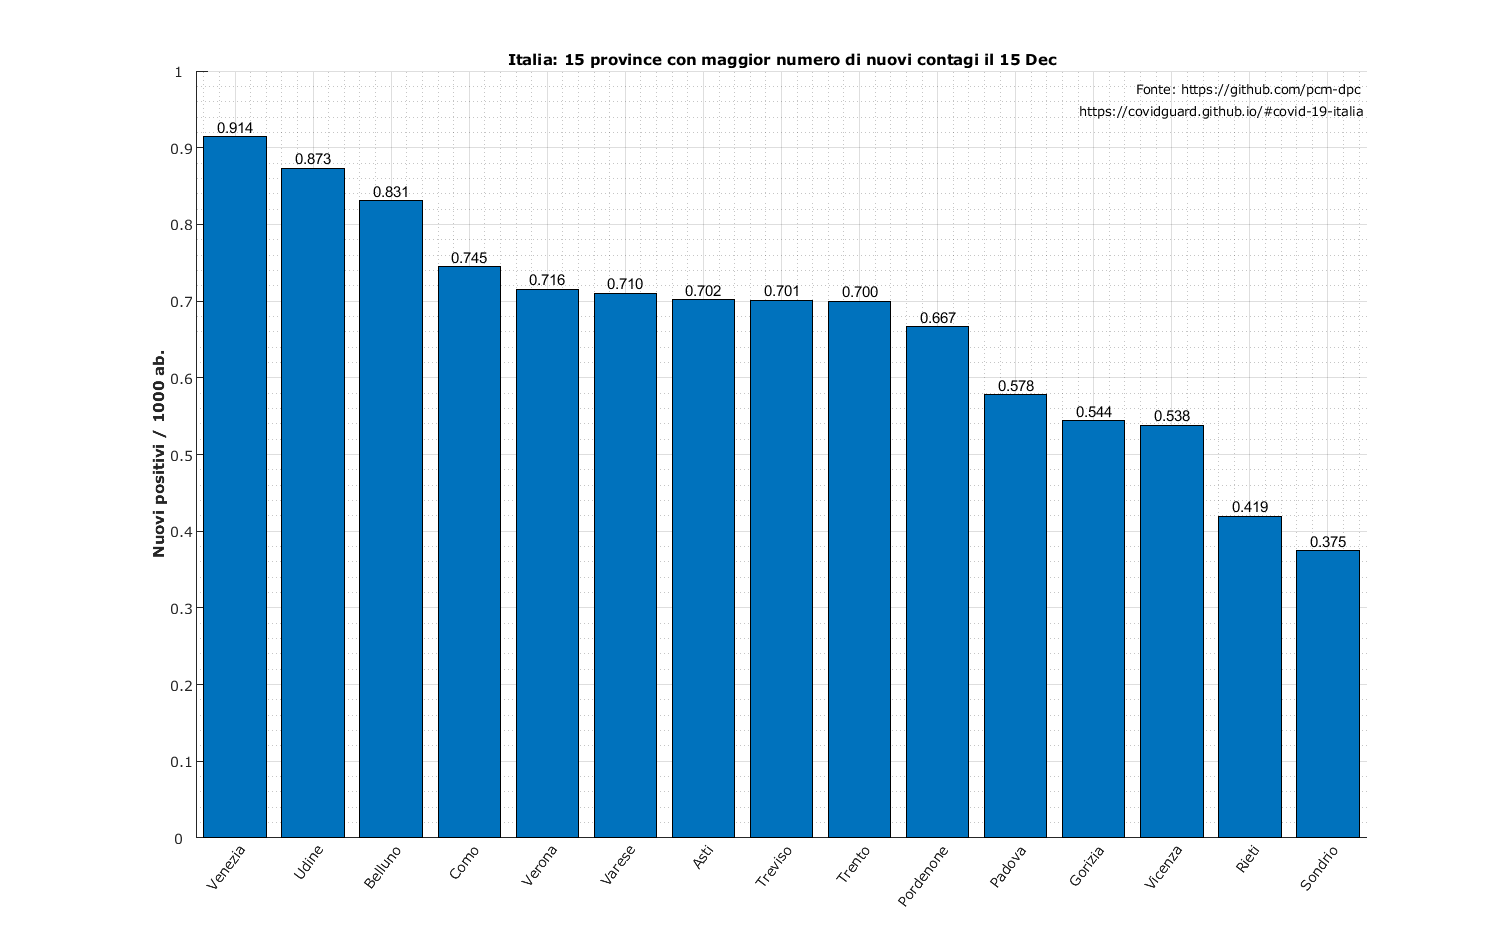 Italia: 15 province con maggior numero di nuovi contagi il 15 Dec
Fonte: https://github.com/pcm-dpc
https://covidguard.github.io/#covid-19-italia
Nuovi positivi / 1000 ab.
1
0.9
0.8
0.7
0.6
0.5
0.4
0.3
0.2
0.1
0
0.914
0.873
0.831
0.745
0.716
0.710
0.702
0.701
0.700
0.667
0.578
0.544
0.538
0.419
0.375
Venezia
Udine
Belluno
Como
Verona
Varese
Asti
Treviso
Trento
Pordenone
Padova
Gorizia
Vicenza
Rieti
Sondrio